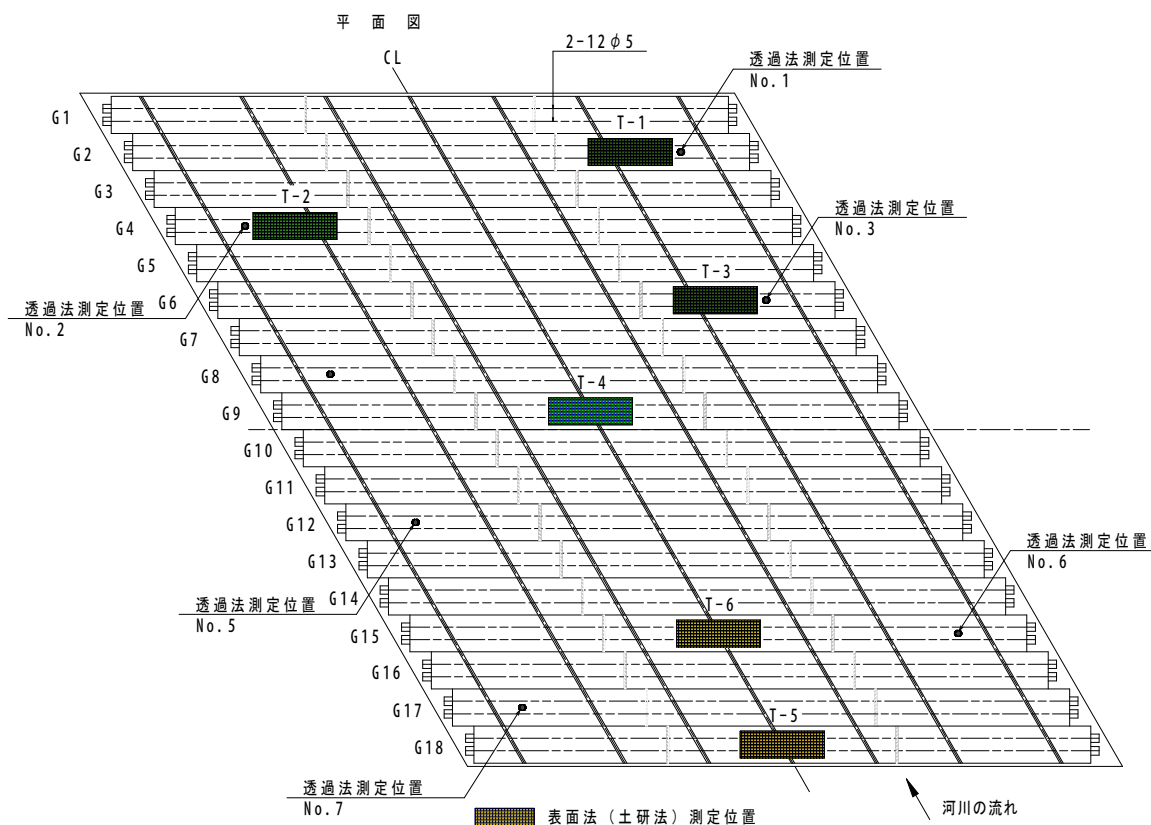 平面図
CL
2-12φ5
透過法測定位置
No.1
G1
T-1
G2
G3
T-2
透過法測定位置
No.3
G4
G5
T-3
G6
透過法測定位置
No.2
G7
G8
T-4
G9
G10
G11
G12
G13
透過法測定位置
No.6
G14
透過法測定位置
No.5
T-6
G15
G16
G17
T-5
G18
透過法測定位置
No.7
表面法（土研法）測定位置
河川の流れ